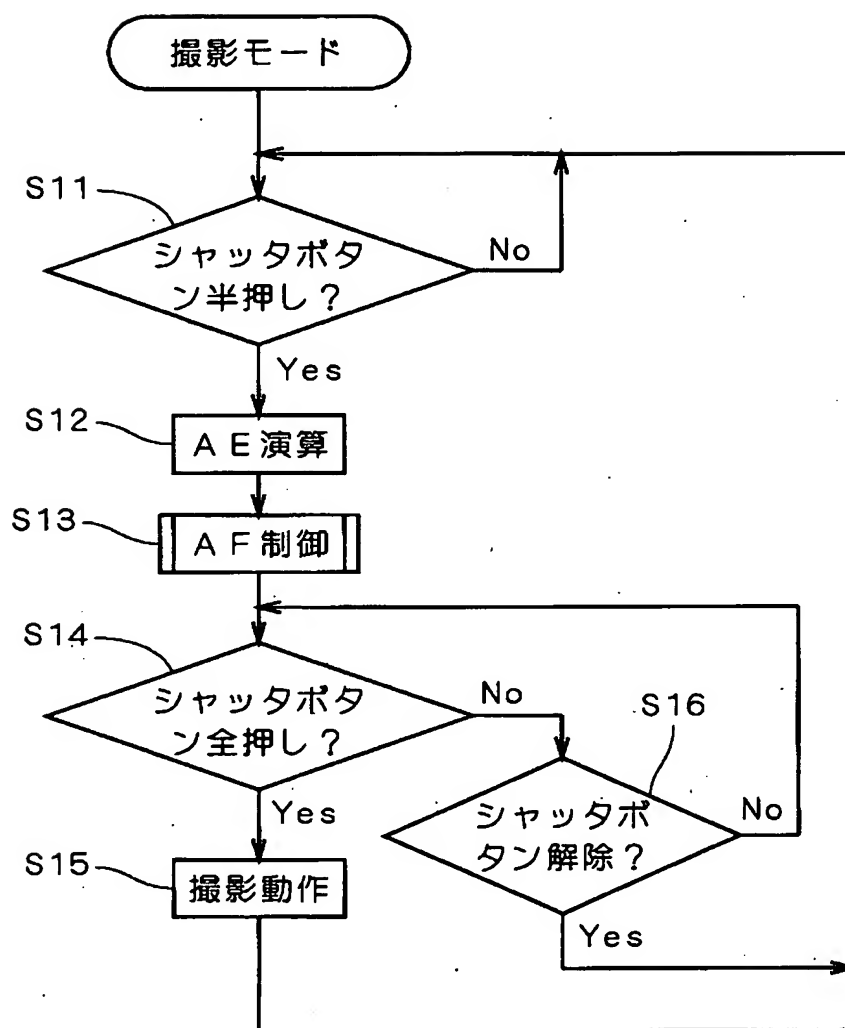 撮影モード
S11
シャッタボタ
ン半押し?
No
Yes
S12
AE演算
S13
AF制御
S14
シャッタボタ
ン全押し?
No
S16
Yes
シャッタボ
タン解除?
No
S15
撮影動作
Yes